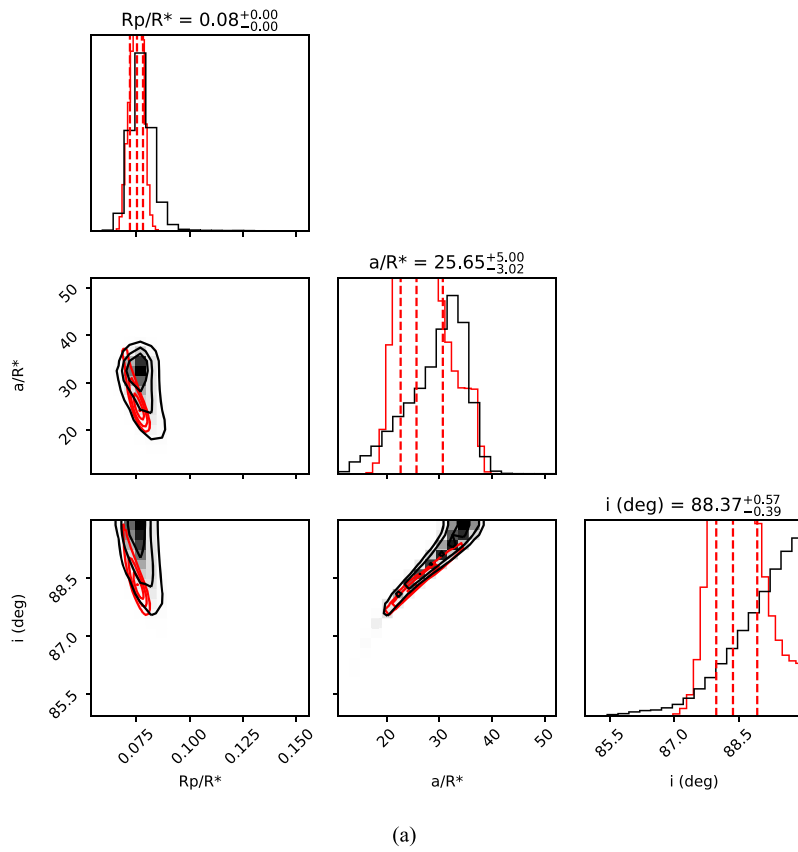 Rp/R* = 0.08+0.00−0.00
a/R* = 25.65+5.00−3.02
a/R*
50
40
30
20
i (deg) = 88.37+0.57−0.39
i (deg)
88.5
87.0
85.5
0.075 0.100 0.125 0.150
Rp/R*
20 30 40 50
a/R*
85.5 87.0 88.5
i (deg)
(a)